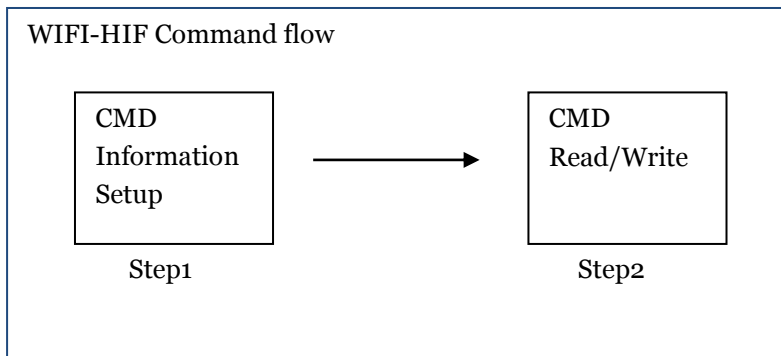 WIFI-HIF Command flow
CMD
Information
Setup
CMD
Read/Write
Step1
Step2